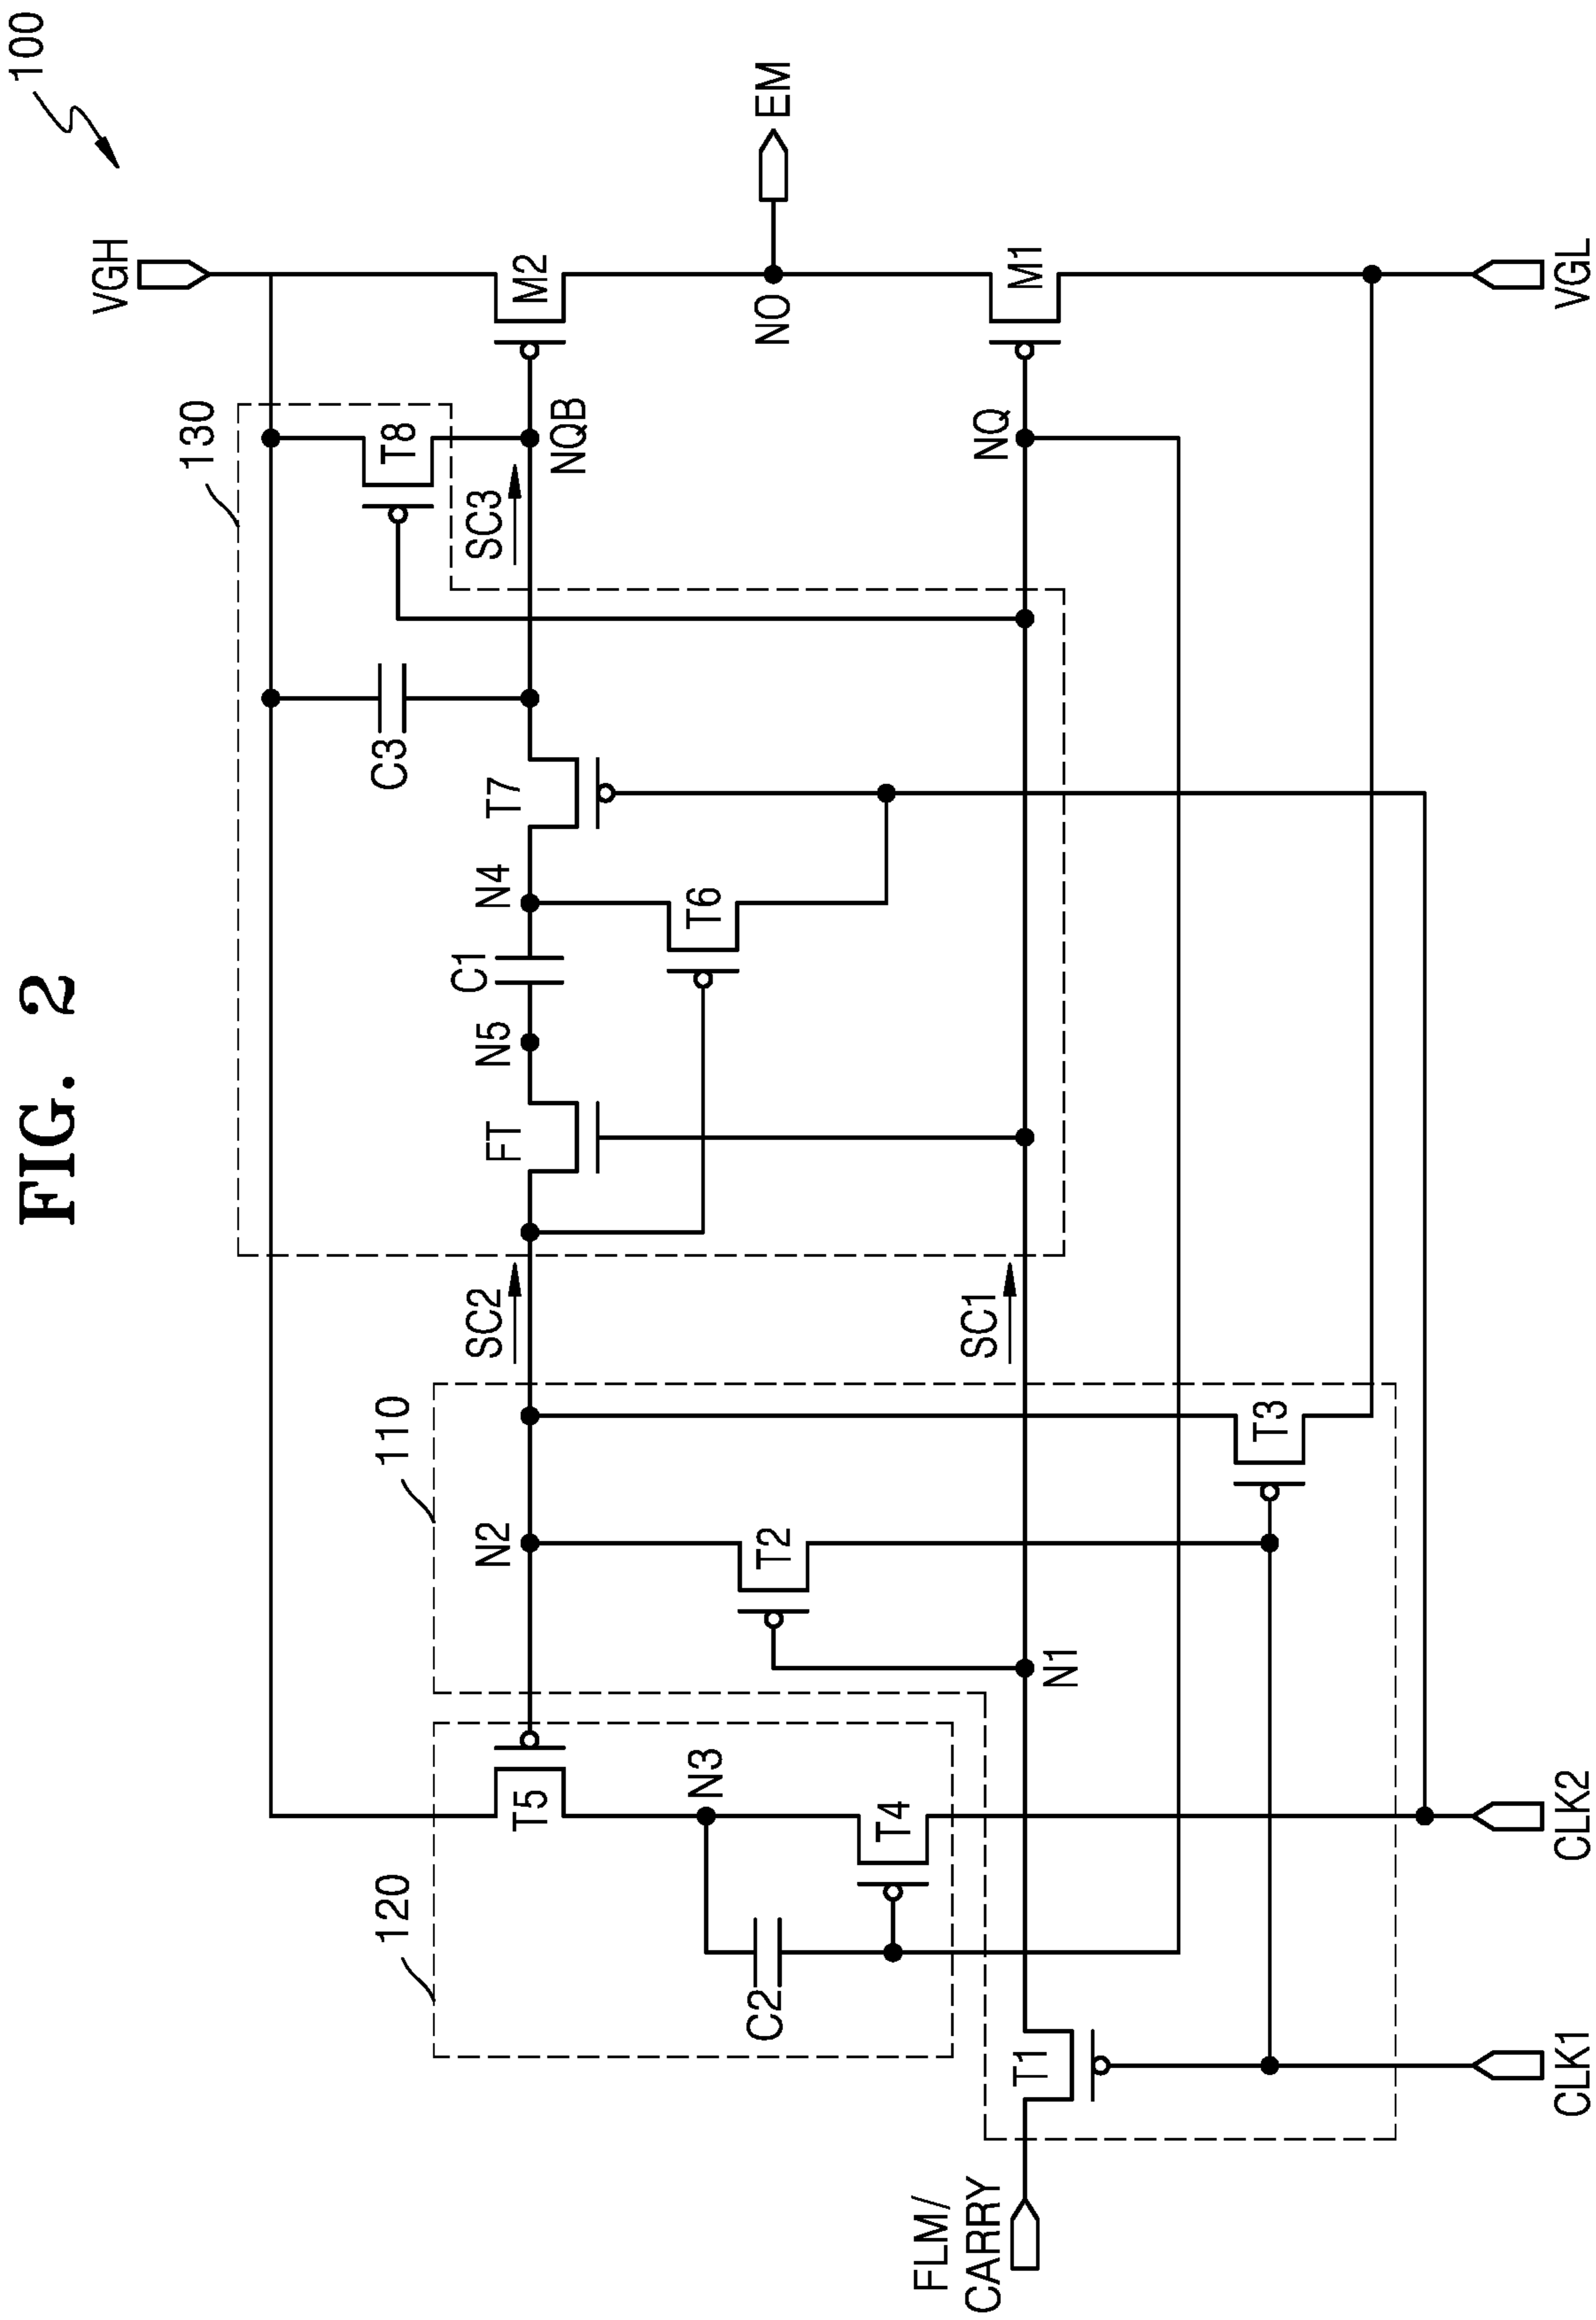 FIG. 2
100
130
VGH
T8
M2
EM
C3
SC3
NQB
NO
N5
C1
N4
T7
FT
T6
NQ
M1
VGL
110
SC2
SC1
N2
T2
N1
T3
120
T5
N3
C2
T4
T1
FLM/
CARRY
CLK1
CLK2